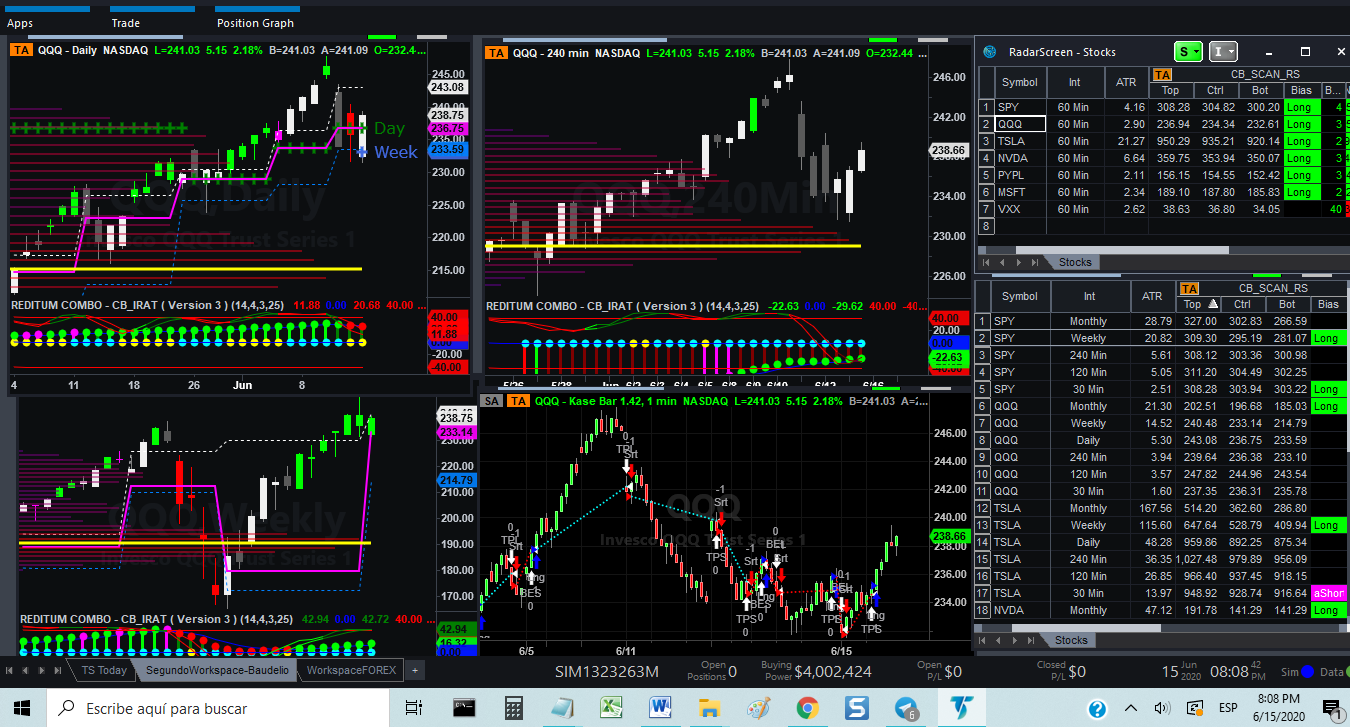 Apps Trade Position Graph
TA QQQ - Daily NASDAQ L=241.03 5.15 2.18% B=241.03 A=241.09 O=232.4...
245.00
243.08
240.00
238.75
236.75
235.00
233.59
230.00
225.00
220.00
215.00
Day
Week
QQQ,Daily
Invesco QQQ Trust Series 1
REDITUM COMBO - CB_IRAT ( Version 3 ) (14,4,3,25) 11.88 0.00 20.68 40.00 ...
40.00
11.88
-20.00
-40.00
4 11 18 26 Jun 8
TA QQQ - 240 min NASDAQ L=241.03 5.15 2.18% B=241.03 A=241.09 O=232.44 ...
246.00
242.00
238.66
234.00
230.00
226.00
QQQ,240Min
Invesco QQQ Trust Series 1
REDITUM COMBO - CB_IRAT ( Version 3 ) (14,4,3,25) -22.63 0.00 -29.62 40.00 -40...
40.00
20.00
0.00
-22.63
5/26 5/28 Jun 6/2 6/3 6/4 6/5 6/8 6/9 6/10 6/12 6/16
238.75
233.14
230.00
220.00
214.79
210.00
200.00
190.00
180.00
170.00
QQQ,Weekly
Invesco QQQ Trust Series 1
REDITUM COMBO - CB_IRAT ( Version 3 ) (14,4,3,25) 42.94 0.00 42.72 40.00 ...
42.94
16.32
0.00
SA TA QQQ - Kase Bar 1.42, 1 min NASDAQ L=241.03 5.15 2.18% B=241.03 A=2...
246.00
244.00
242.00
240.00
238.66
238.00
236.00
234.00
QQQ
Invesco QQQ Trust Series 1
6/5 6/11 6/15
RadarScreen - Stocks S I
Symbol Int ATR TA CB_SCAN_RS
Top Ctrl Bot Bias B...
1 SPY 60 Min 4.16 308.28 304.82 300.20 Long 4
2 QQQ 60 Min 2.90 236.94 234.34 232.61 Long 3
3 TSLA 60 Min 21.27 950.29 935.21 920.14 Long 2
4 NVDA 60 Min 6.64 359.75 353.94 350.07 Long 3
5 PYPL 60 Min 2.11 156.15 154.55 152.42 Long 3
6 MSFT 60 Min 2.34 189.10 187.80 185.83 Long 2
7 VXX 60 Min 2.62 38.63 36.80 34.05 40
8
Stocks
Symbol Int ATR TA CB_SCAN_RS
Top Ctrl Bot Bias
1 SPY Monthly 28.79 327.00 302.83 266.59
2 SPY Weekly 20.82 309.30 295.19 281.07 Long
3 SPY 240 Min 5.61 308.12 303.36 300.98
4 SPY 120 Min 5.05 311.20 304.49 302.25
5 SPY 30 Min 2.51 308.28 303.94 303.22 Long
6 QQQ Monthly 21.30 202.51 196.68 185.03 Long
7 QQQ Weekly 14.52 240.48 233.14 214.79
8 QQQ Daily 5.30 243.08 236.75 233.59
9 QQQ 240 Min 3.94 239.64 236.38 233.10
10 QQQ 120 Min 3.57 247.82 244.96 243.54
11 QQQ 30 Min 1.60 237.35 236.31 235.78
12 TSLA Monthly 167.56 514.20 362.60 286.80
13 TSLA Weekly 115.60 647.64 528.79 409.94 Long
14 TSLA Daily 48.28 959.86 892.25 875.34
15 TSLA 240 Min 36.35 1,027.48 979.89 956.09
16 TSLA 120 Min 26.85 966.40 937.45 918.15
17 TSLA 30 Min 13.97 948.92 928.74 916.64 aShor
18 NVDA Monthly 47.12 191.78 141.29 141.29 Long
Stocks
TS Today SegundoWorkspace-Baudelio WorkspaceFOREX +
SIM1323263M Open Positions 0 Buying Power $4,002,424 Open P/L $0 Closed P/L $0 15 Jun 2020 08:08 42 PM Sim Data
Escribe aquí para buscar
6
ESP
8:08 PM
6/15/2020
1